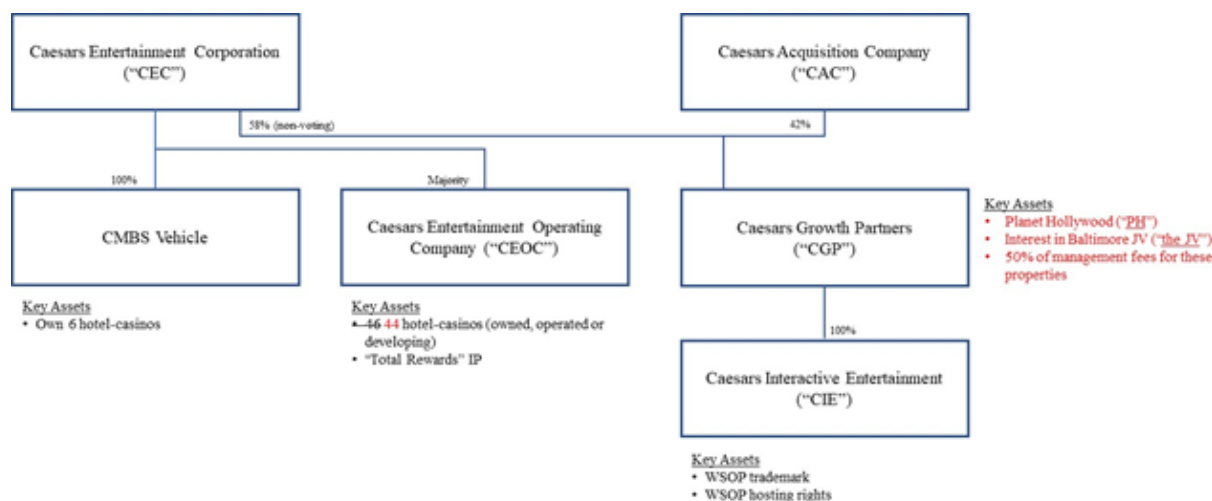 Caesars Entertainment Corporation
(“CEC”)
Caesars Acquisition Company
(“CAC”)
58% (non-voting)
42%
100%
Majority
CMBS Vehicle
Caesars Entertainment Operating
Company (“CEOC”)
Caesars Growth Partners
(“CGP”)
Key Assets
• Planet Hollywood (“PH”)
• Interest in Baltimore JV (“the JV”)
• 50% of management fees for these
properties
Key Assets
• Own 6 hotel-casinos
Key Assets
• 46 44 hotel-casinos (owned, operated or
developing)
• “Total Rewards” IP
100%
Caesars Interactive Entertainment
(“CIE”)
Key Assets
• WSOP trademark
• WSOP hosting rights